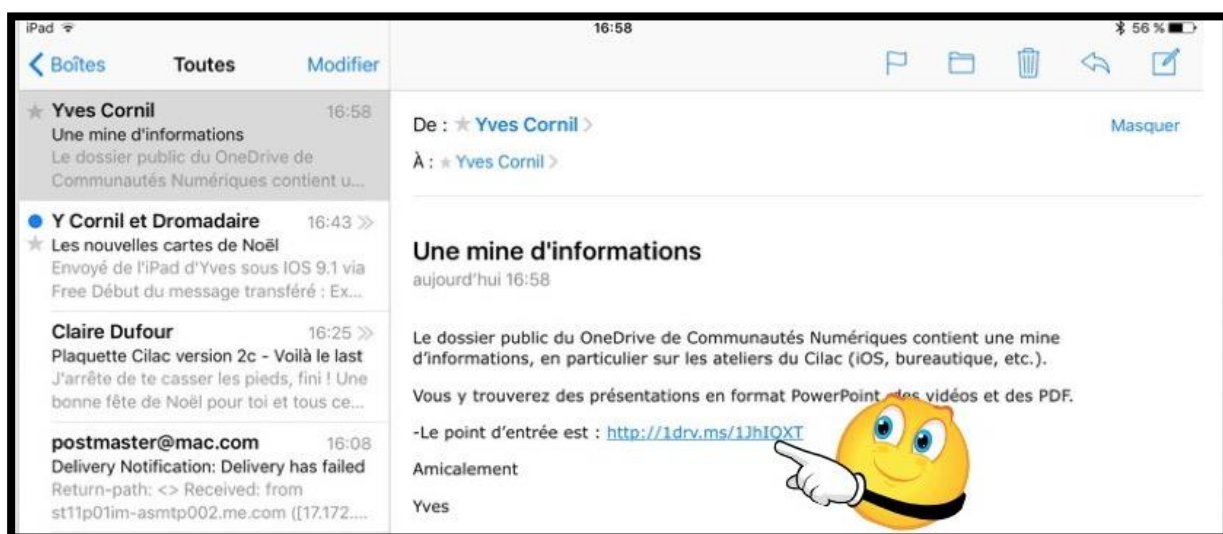 iPad 16:58 56 %
Boîtes Toutes Modifier
Yves Cornil 16:58
Une mine d'informations
Le dossier public du OneDrive de
Communautés Numériques contient u...
Y Cornil et Dromadaire 16:43
Les nouvelles cartes de Noël
Envoyé de l'iPad d'Yves sous IOS 9.1 via
Free Début du message transféré : Ex...
Claire Dufour 16:25
Plaquette Cilac version 2c - Voilà le last
J'arrête de te casser les pieds, fini ! Une
bonne fête de Noël pour toi et tous ce...
postmaster@mac.com 16:08
Delivery Notification: Delivery has failed
Return-path: <> Received: from
st11p01im-asmtp002.me.com ([17.172....
De : Yves Cornil
Masquer
À : Yves Cornil
Une mine d'informations
aujourd'hui 16:58
Le dossier public du OneDrive de Communautés Numériques contient une mine
d'informations, en particulier sur les ateliers du Cilac (iOS, bureautique, etc.).
Vous y trouverez des présentations en format PowerPoint, des vidéos et des PDF.
-Le point d'entrée est : http://1drv.ms/1JhIQXT
Amicalement
Yves